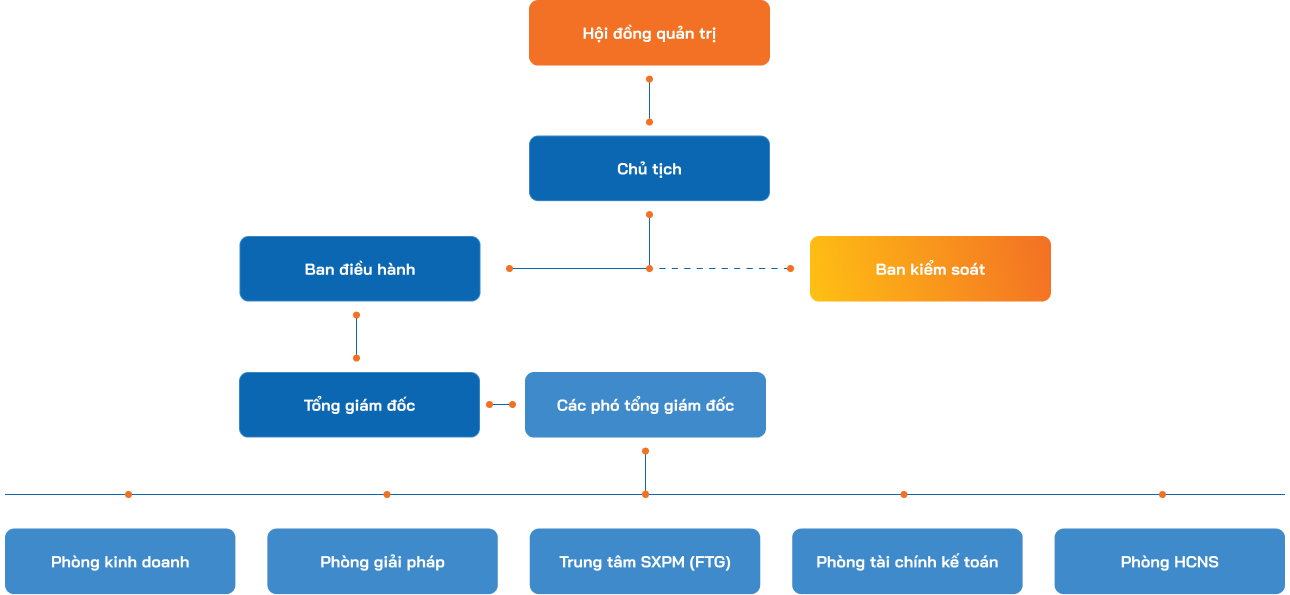 Hội đồng quản trị
Chủ tịch
Ban điều hành
Ban kiểm soát
Tổng giám đốc
Các phó tổng giám đốc
Phòng kinh doanh
Phòng giải pháp
Trung tâm SXPM (FTG)
Phòng tài chính kế toán
Phòng HCNS